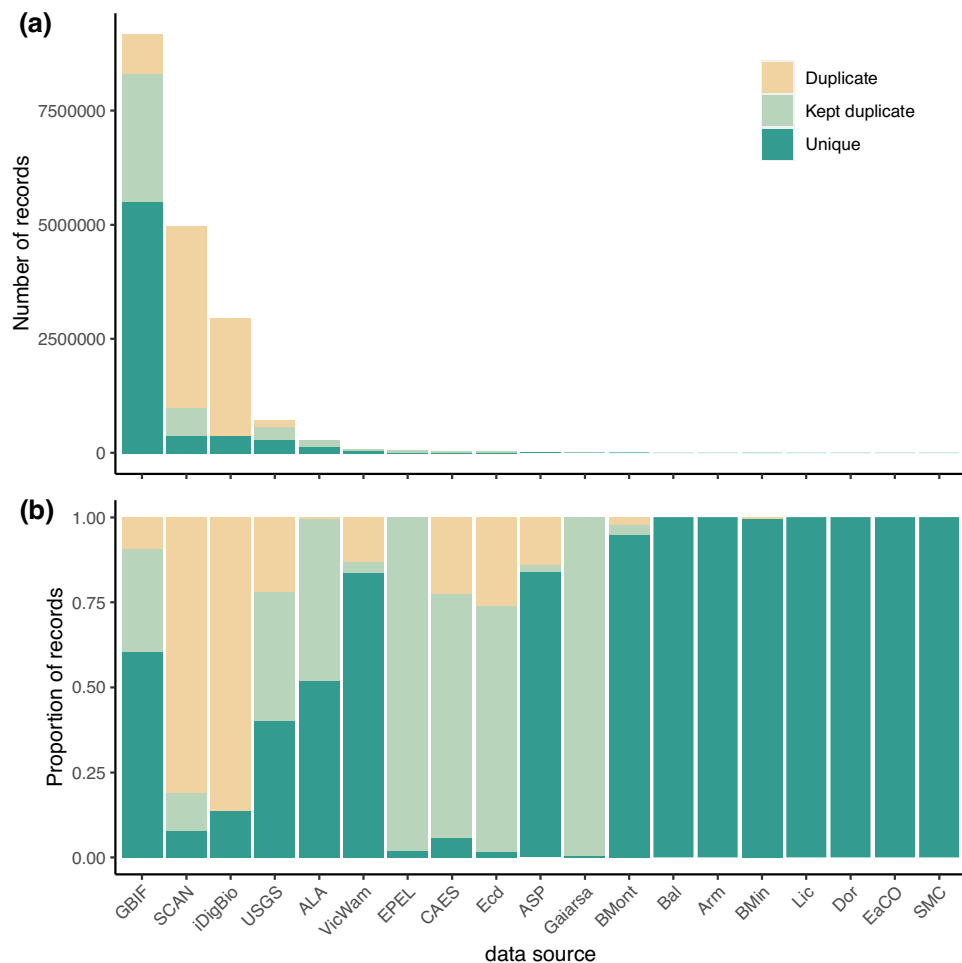 (a)
Number of records
7500000
5000000
2500000
0
Duplicate
Kept duplicate
Unique
(b)
Proportion of records
1.00
0.75
0.50
0.25
0.00
GBIF
SCAN
iDigBio
USGS
ALA
VicWam
EPEL
CAES
Ecd
ASP
Gaiarsa
BMont
Bal
Arm
BMin
Lic
Dor
EaCO
SMC
data source